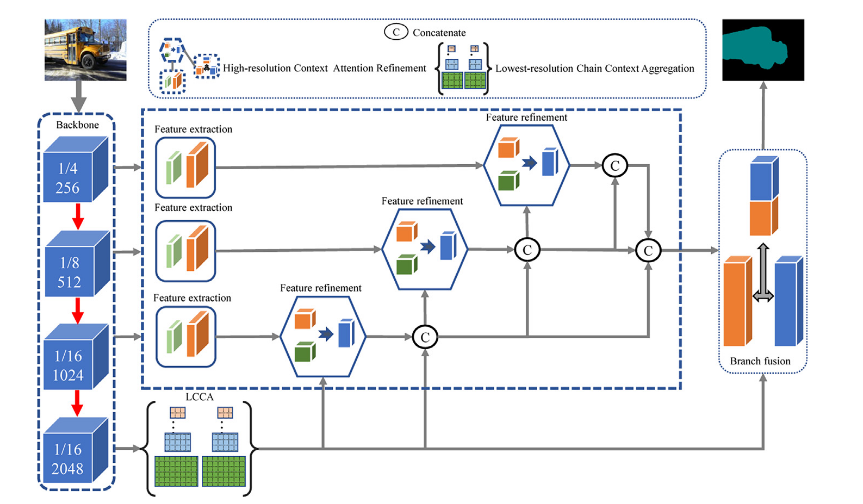 C Concatenate
High-resolution Context Attention Refinement
Lowest-resolution Chain Context Aggregation
Backbone
1/4
256
1/8
512
1/16
1024
1/16
2048
Feature extraction
Feature refinement
C
Feature extraction
Feature refinement
C
C
Feature extraction
Feature refinement
C
LCCA
Branch fusion